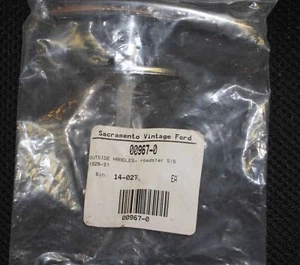 Sacramento Vintage Ford
00967-0
OUTSIDE HANDLES- roadster S/S
1928-31
Bin: 14-027
EA
00967-0